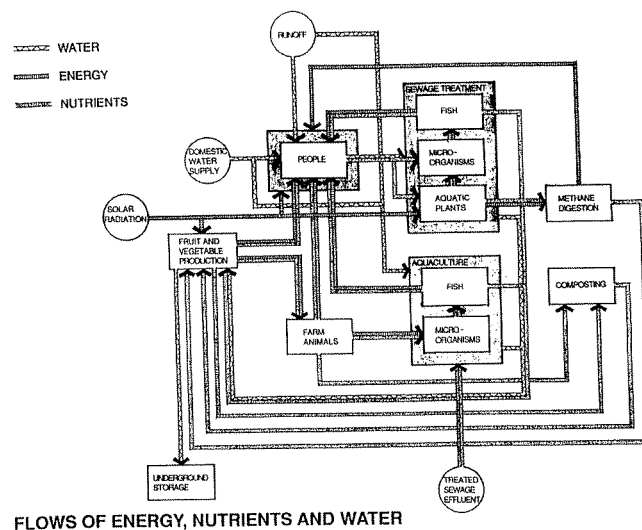 RUNOFF
WATER
ENERGY
NUTRIENTS
SEWAGE TREATMENT
FISH
DOMESTIC
WATER
SUPPLY
PEOPLE
MICRO-
ORGANISMS
AQUATIC
PLANTS
METHANE
DIGESTION
SOLAR
RADIATION
FRUIT AND
VEGETABLE
PRODUCTION
AQUACULTURE
FISH
COMPOSTING
FARM
ANIMALS
MICRO-
ORGANISMS
UNDERGROUND
STORAGE
TREATED
SEWAGE
EFFLUENT
FLOWS OF ENERGY, NUTRIENTS AND WATER